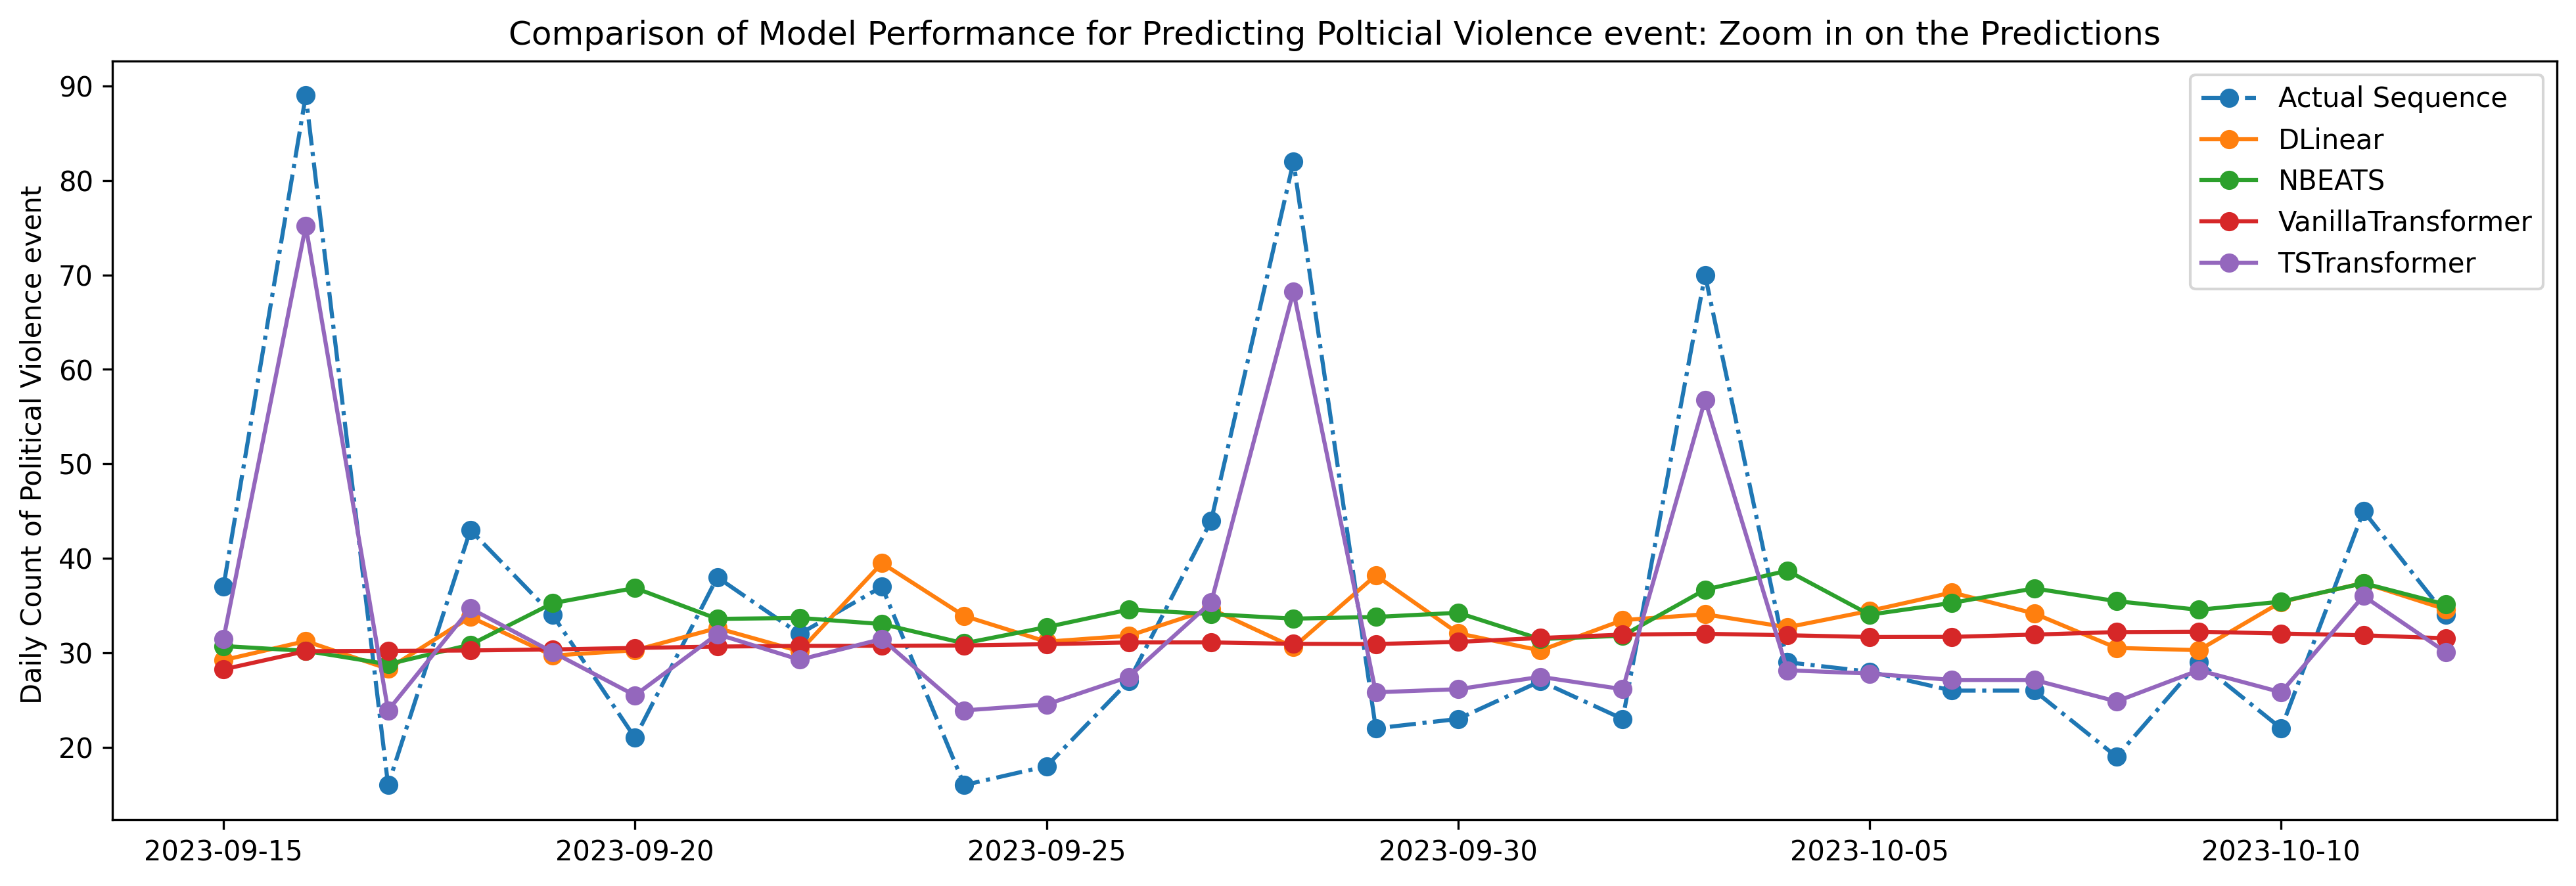 Comparison of Model Performance for Predicting Polticial Violence event: Zoom in on the Predictions
Daily Count of Political Violence event
90
80
70
60
50
40
30
20
2023-09-15
2023-09-20
2023-09-25
2023-09-30
2023-10-05
2023-10-10
Actual Sequence
DLinear
NBEATS
VanillaTransformer
TSTransformer